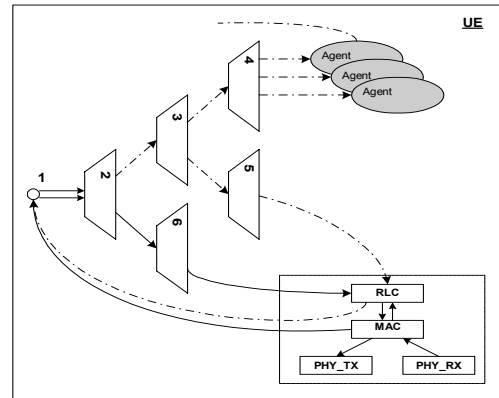 UE
4
Agent
Agent
Agent
3
1
2
5
6
RLC
MAC
PHY_TX
PHY_RX